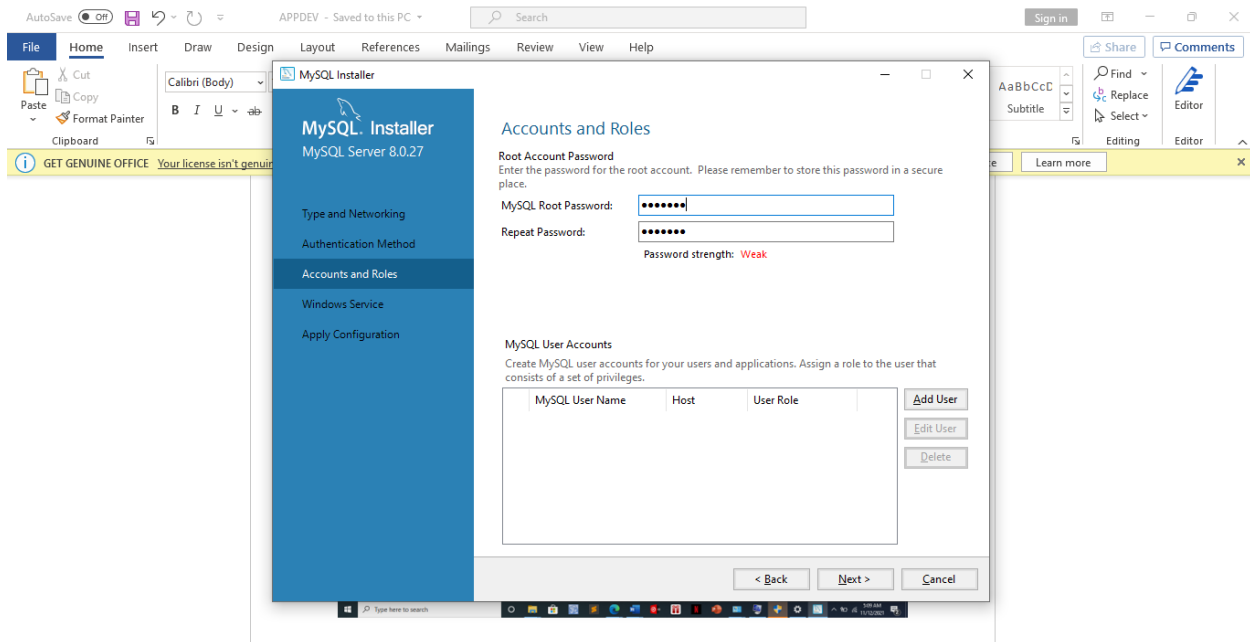 AutoSave Off APPDEV - Saved to this PC Search Sign in
File Home Insert Draw Design Layout References Mailings Review View Help Share Comments
Paste
Cut
Copy
Format Painter
Clipboard
Calibri (Body)
B I U ab
AaBbCcD
Subtitle
Find
Replace
Select
Editing
Editor
Editor
GET GENUINE OFFICE Your license isn't genuin
Learn more
MySQL Installer
MySQL. Installer
MySQL Server 8.0.27
Type and Networking
Authentication Method
Accounts and Roles
Windows Service
Apply Configuration
Accounts and Roles
Root Account Password
Enter the password for the root account. Please remember to store this password in a secure
place.
MySQL Root Password: •••••••
Repeat Password: •••••••
Password strength: Weak
MySQL User Accounts
Create MySQL user accounts for your users and applications. Assign a role to the user that
consists of a set of privileges.
MySQL User Name Host User Role
Add User
Edit User
Delete
< Back Next > Cancel
Type here to search
5:09 AM
11/12/2021